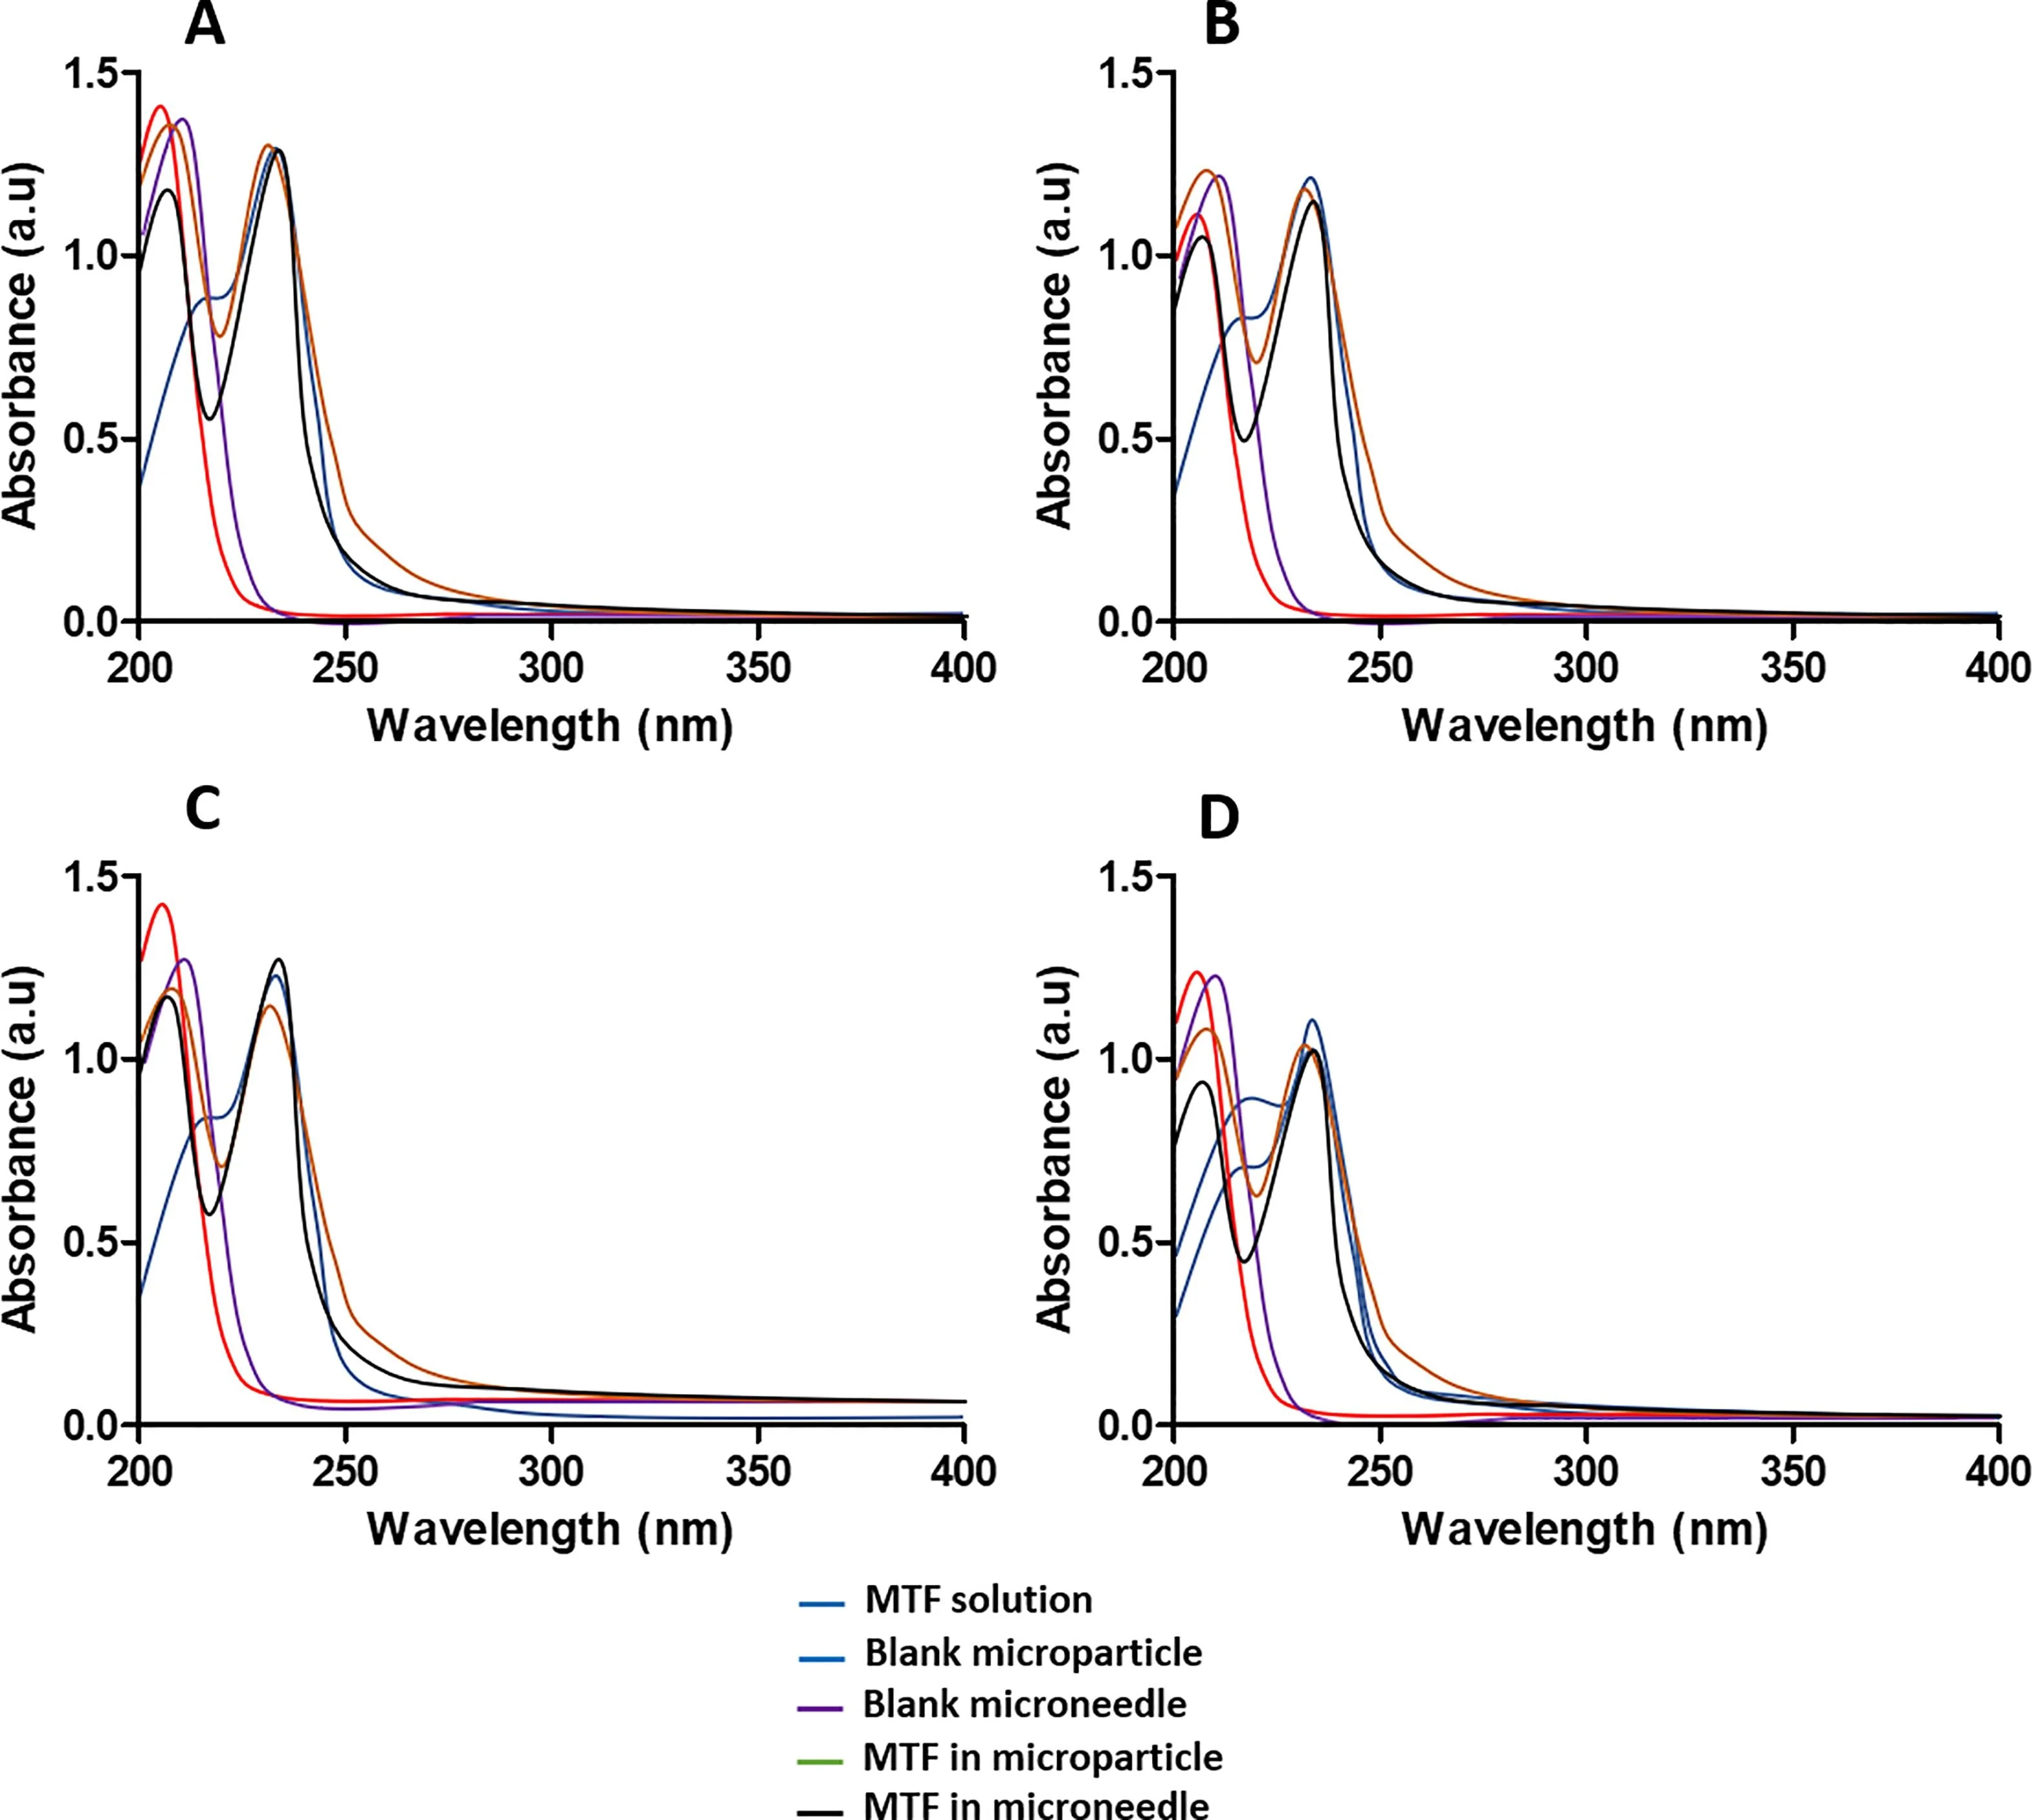 A
B
1.5
1.0
0.5
0.0
Absorbance (a.u)
200 250 300 350 400
Wavelength (nm)
1.5
1.0
0.5
0.0
Absorbance (a.u)
200 250 300 350 400
Wavelength (nm)
C
D
1.5
1.0
0.5
0.0
Absorbance (a.u)
200 250 300 350 400
Wavelength (nm)
1.5
1.0
0.5
0.0
Absorbance (a.u)
200 250 300 350 400
Wavelength (nm)
MTF solution
Blank microparticle
Blank microneedle
MTF in microparticle
MTF in microneedle